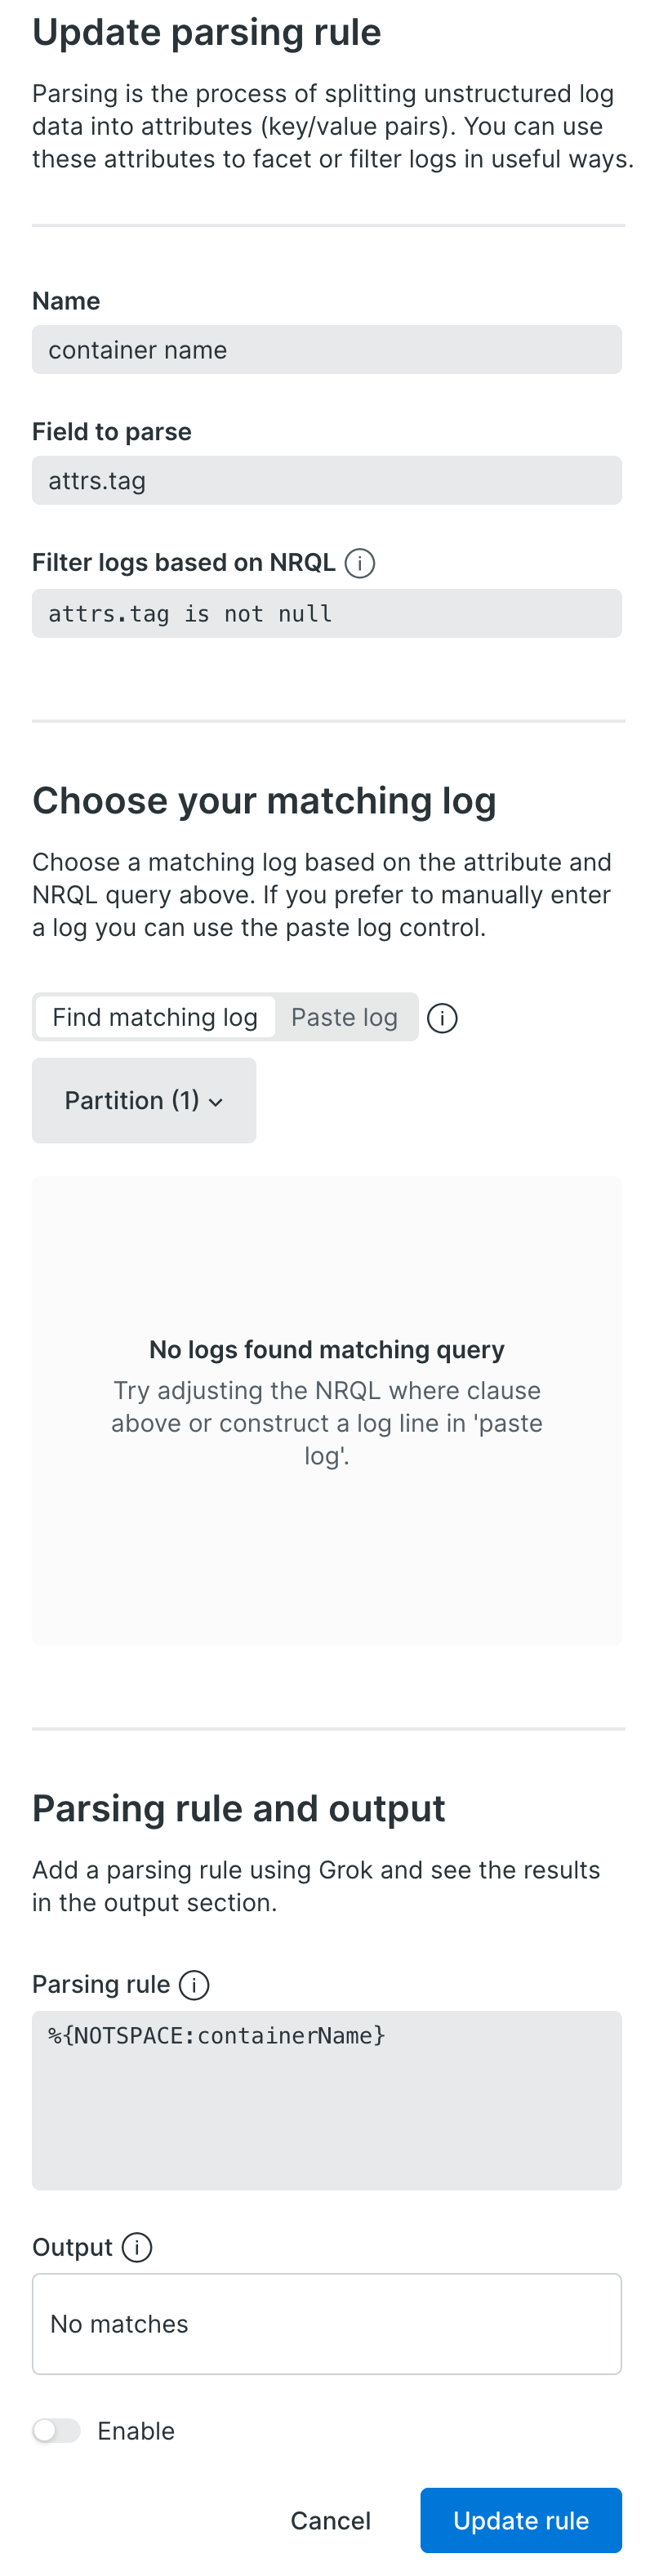 Update parsing rule
Parsing is the process of splitting unstructured log
data into attributes (key/value pairs). You can use
these attributes to facet or filter logs in useful ways.
Name
container name
Field to parse
attrs.tag
Filter logs based on NRQL
attrs.tag is not null
Choose your matching log
Choose a matching log based on the attribute and
NRQL query above. If you prefer to manually enter
a log you can use the paste log control.
Find matching log Paste log
Partition (1)
No logs found matching query
Try adjusting the NRQL where clause
above or construct a log line in 'paste
log'.
Parsing rule and output
Add a parsing rule using Grok and see the results
in the output section.
Parsing rule
%{NOTSPACE:containerName}
Output
No matches
Enable
Cancel Update rule